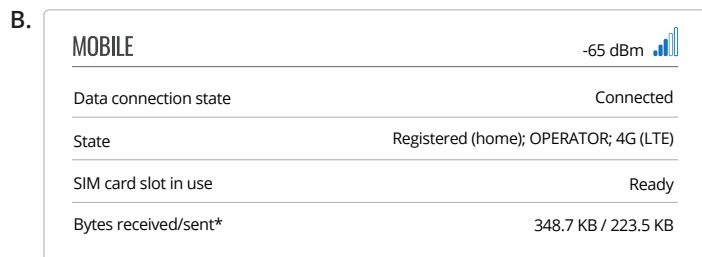 B.
MOBILE -65 dBm
Data connection state Connected
State Registered (home); OPERATOR; 4G (LTE)
SIM card slot in use Ready
Bytes received/sent* 348.7 KB / 223.5 KB